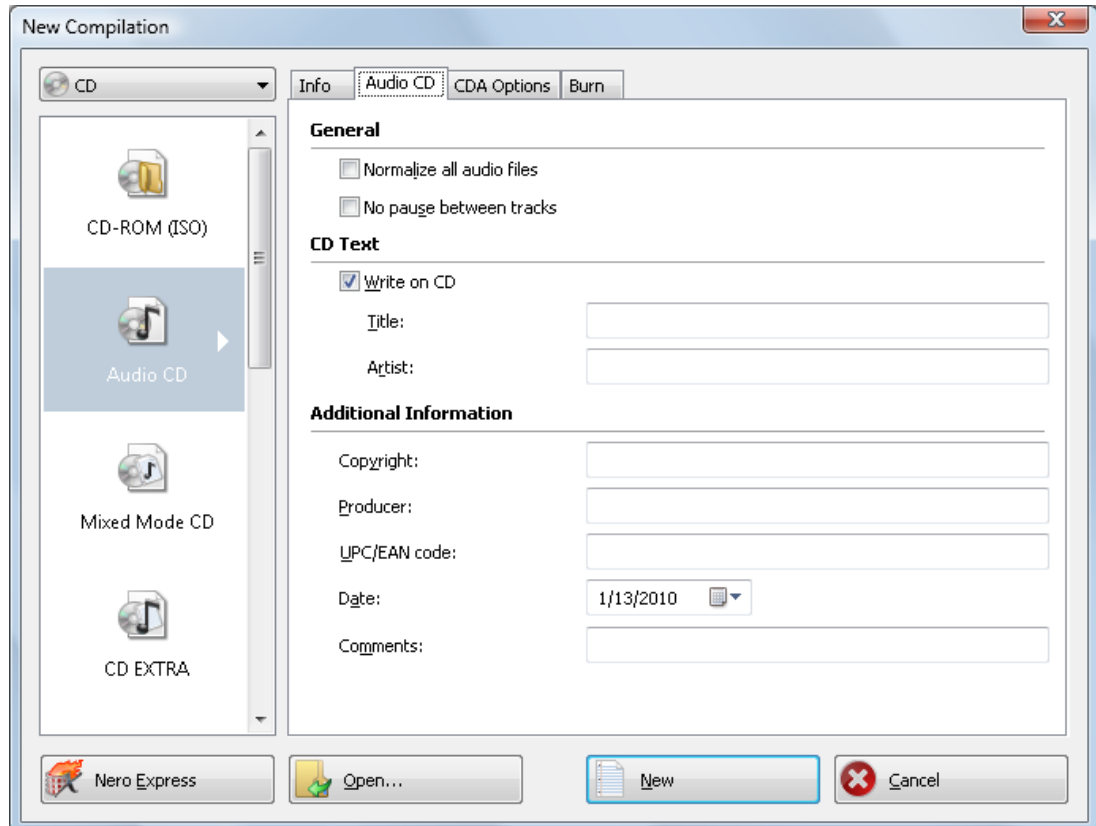 New Compilation
CD
Info Audio CD CDA Options Burn
CD-ROM (ISO)
Audio CD
Mixed Mode CD
CD EXTRA
General
Normalize all audio files
No pause between tracks
CD Text
Write on CD
Title:
Artist:
Additional Information
Copyright:
Producer:
UPC/EAN code:
Date: 1/13/2010
Comments:
Nero Express Open... New Cancel